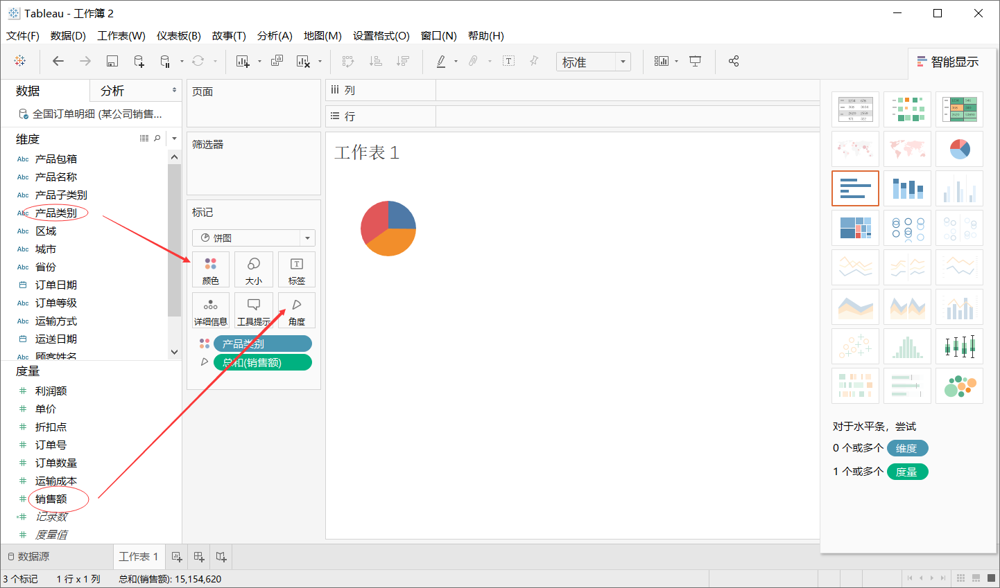 Tableau - 工作簿 2
文件(F) 数据(D) 工作表(W) 仪表板(B) 故事(T) 分析(A) 地图(M) 设置格式(O) 窗口(N) 帮助(H)
标准
智能显示
数据
分析
全国订单明细 (某公司销售...
维度
Abc 产品包箱
Abc 产品名称
Abc 产品子类别
Abc 产品类别
Abc 区域
Abc 城市
Abc 省份
订单日期
Abc 订单等级
Abc 运输方式
运送日期
Abc 顾客姓名
度量
# 利润额
# 单价
# 折扣点
# 订单号
# 订单数量
# 运输成本
# 销售额
=# 记录数
# 度量值
页面
筛选器
标记
饼图
颜色
大小
标签
详细信息
工具提示
角度
产品类别
总和(销售额)
列
行
工作表 1
对于水平条，尝试
0 个或多个 维度
1 个或多个 度量
数据源
工作表 1
3 个标记
1 行 x 1 列
总和(销售额): 15,154,620